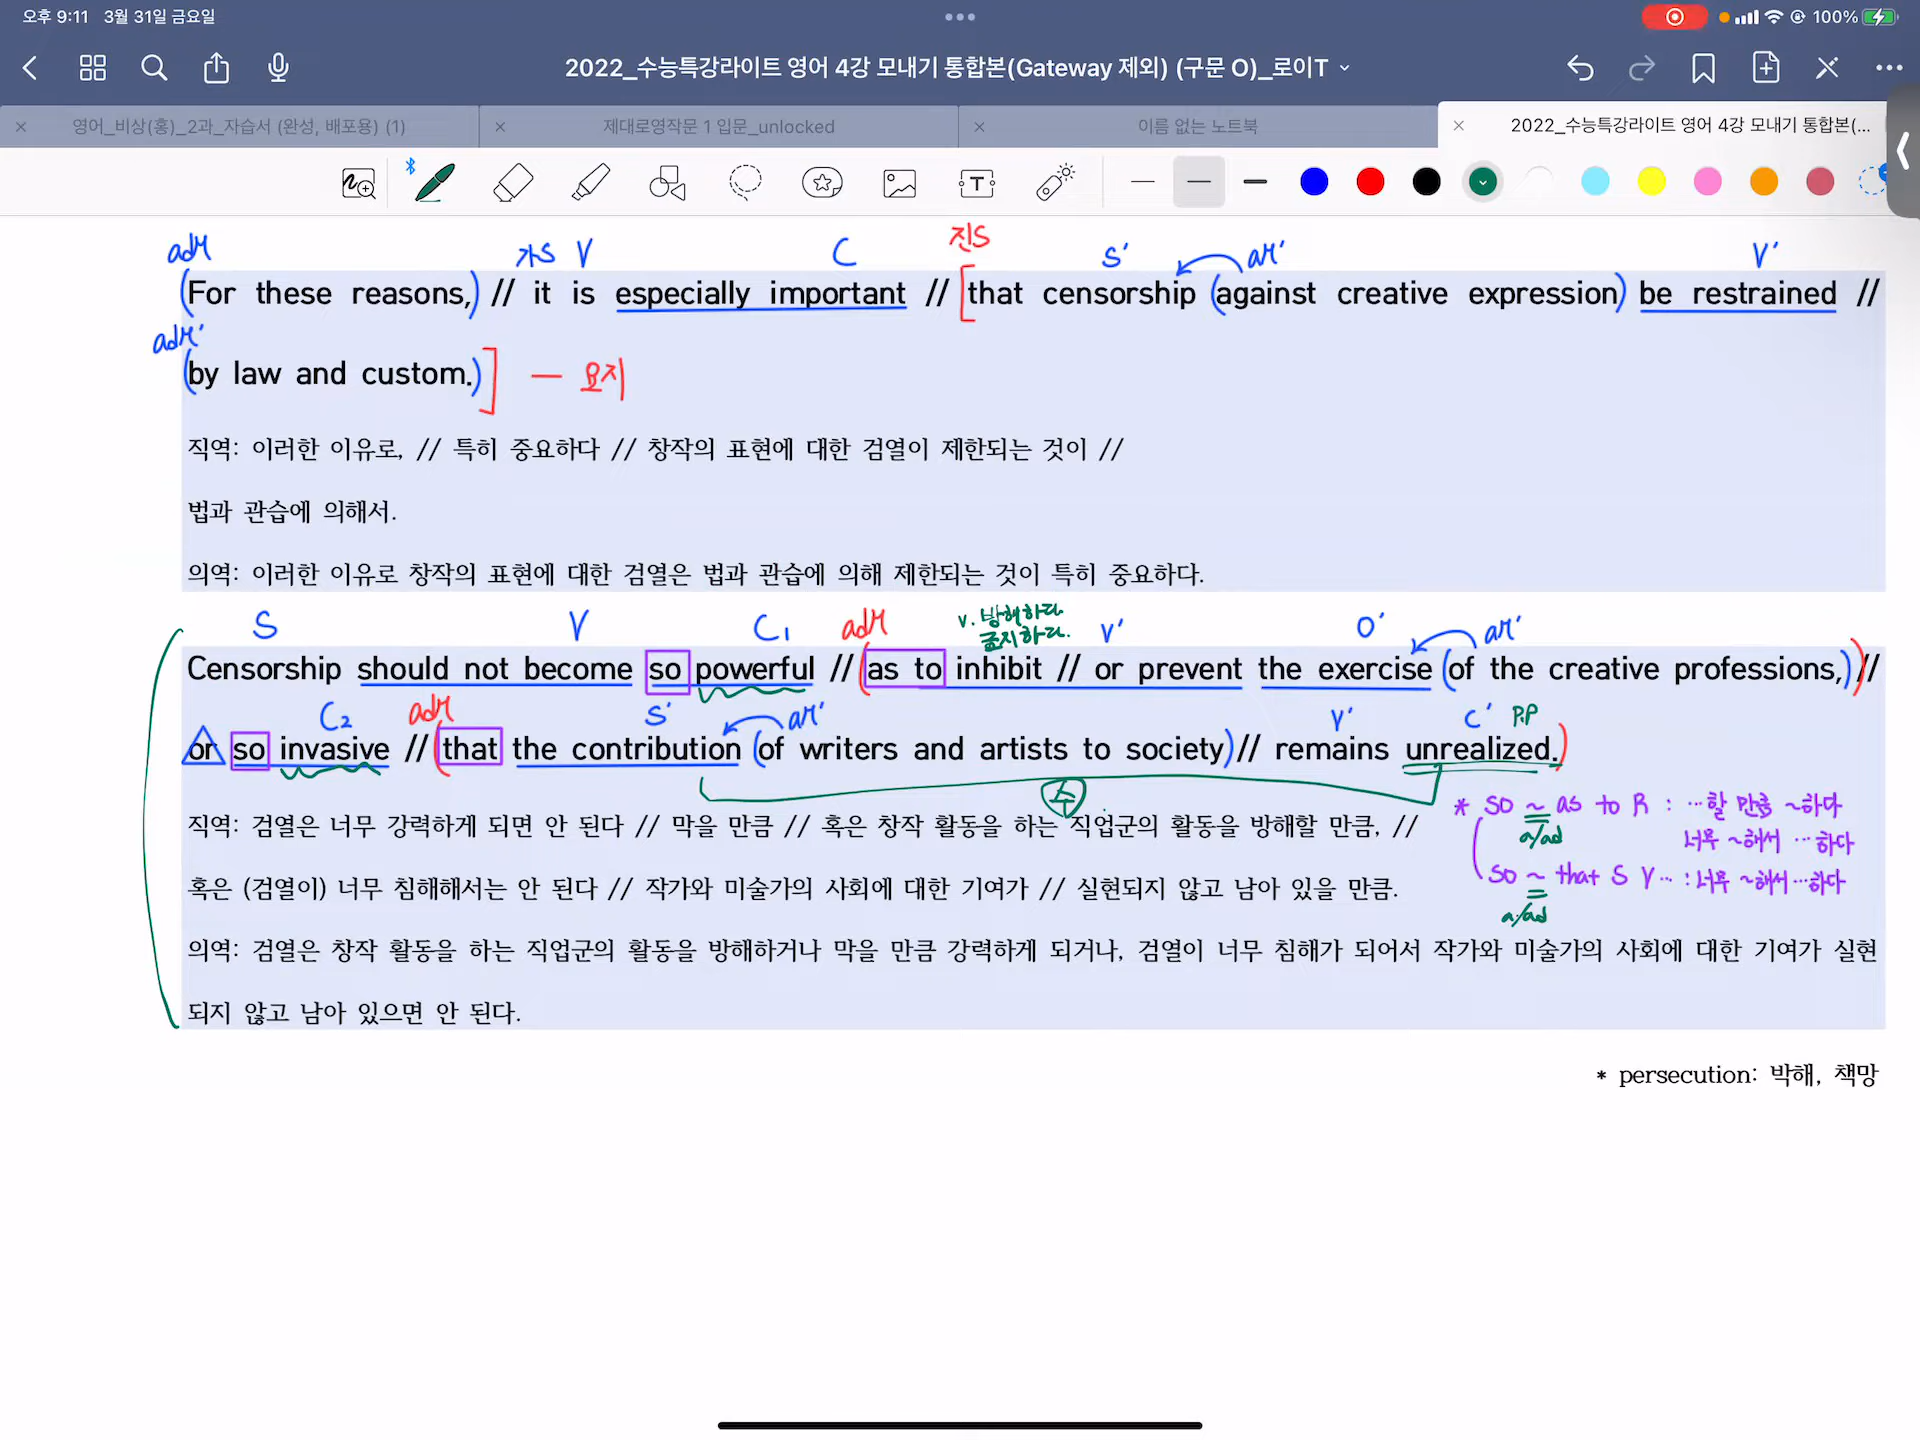 오후 9:11 3월 31일 금요일
100%
2022_수능특강라이트 영어 4강 모내기 통합본(Gateway 제외) (구문 O)_로이T
영어_비상(홍)_2과_자습서 (완성, 배포용) (1)
제대로영작문 1 입문_unlocked
이름 없는 노트북
2022_수능특강라이트 영어 4강 모내기 통합본(...
가S V C 진S S' V'
(For these reasons,) // it is especially important // [that censorship (against creative expression) be restrained //
(by law and custom.)] — 요지
직역: 이러한 이유로, // 특히 중요하다 // 창작의 표현에 대한 검열이 제한되는 것이 //
법과 관습에 의해서.
의역: 이러한 이유로 창작의 표현에 대한 검열은 법과 관습에 의해 제한되는 것이 특히 중요하다.
v. 방해하다
금지하다.
S V C₁ V' O'
Censorship should not become so powerful // (as to inhibit // or prevent the exercise (of the creative professions,)) //
C₂ S' V' C' P.P
or so invasive // (that the contribution (of writers and artists to society) // remains unrealized.)
수
직역: 검열은 너무 강력하게 되면 안 된다 // 막을 만큼 // 혹은 창작 활동을 하는 직업군의 활동을 방해할 만큼, //
* so ~ as to R : …할 만큼 ~하다
a/ad
너무 ~해서 …하다
혹은 (검열이) 너무 침해해서는 안 된다 // 작가와 미술가의 사회에 대한 기여가 // 실현되지 않고 남아 있을 만큼.
so ~ that S V… : 너무 ~해서 …하다
a/ad
의역: 검열은 창작 활동을 하는 직업군의 활동을 방해하거나 막을 만큼 강력하게 되거나, 검열이 너무 침해가 되어서 작가와 미술가의 사회에 대한 기여가 실현
되지 않고 남아 있으면 안 된다.
* persecution: 박해, 책망